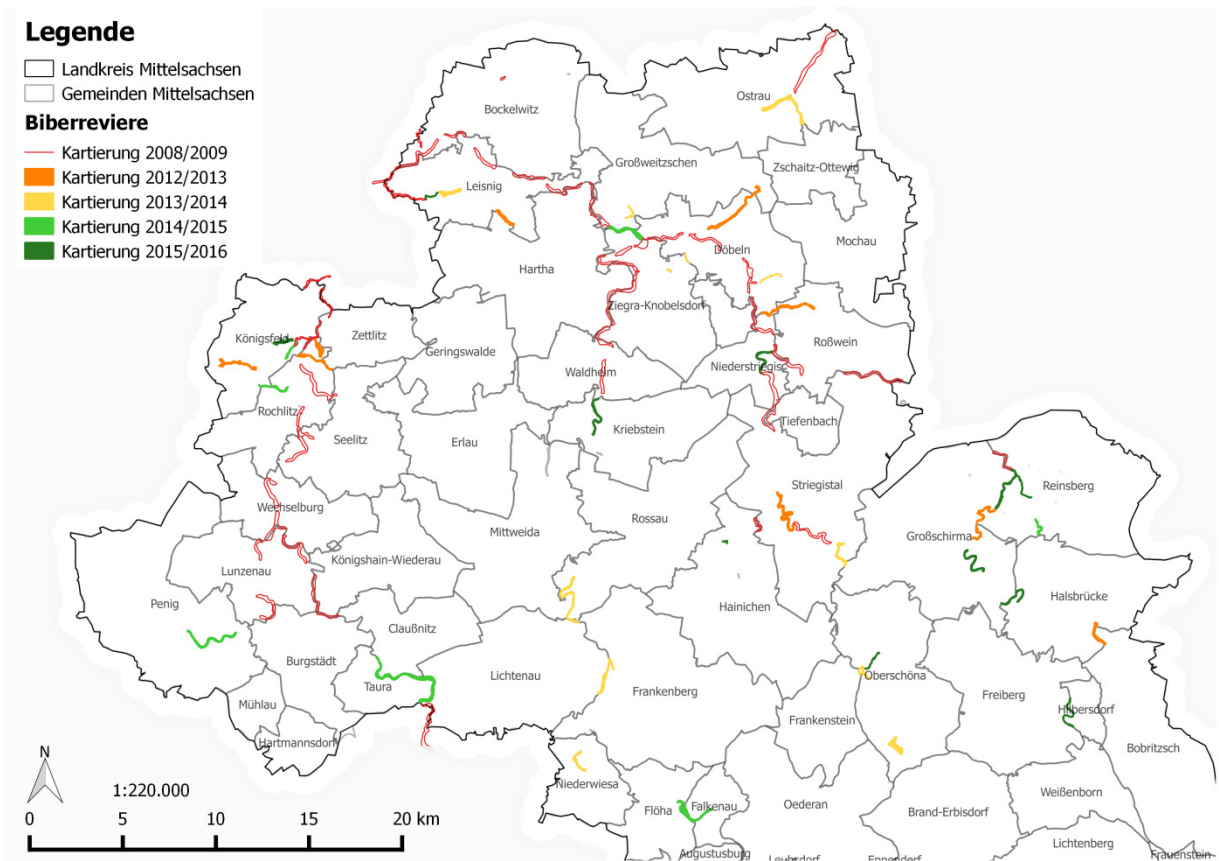 Legende
Landkreis Mittelsachsen
Gemeinden Mittelsachsen
Biberreviere
Kartierung 2008/2009
Kartierung 2012/2013
Kartierung 2013/2014
Kartierung 2014/2015
Kartierung 2015/2016
Ostrau
Bockelwitz
Großweitzschen
Zschaitz-Ottewig
Leisnig
Mochau
Döbeln
Hartha
Ziegra-Knobelsdorf
Königsfeld
Zettlitz
Roßwein
Geringswalde
Waldheim
Niederstriegis
Rochlitz
Tiefenbach
Seelitz
Erlau
Kriebstein
Striegistal
Reinsberg
Wechselburg
Rossau
Mittweida
Großschirma
Königshain-Wiederau
Lunzenau
Halsbrücke
Penig
Hainichen
Claußnitz
Burgstädt
Lichtenau
Oberschöna
Taura
Frankenberg
Freiberg
Mühlau
Frankenstein
Hilbersdorf
Hartmannsdorf
Bobritzsch
N
Niederwiesa
1:220.000
Weißenborn
Flöha
Falkenau
Oederan
Brand-Erbisdorf
0
5
10
15
20 km
Lichtenberg
Augustusburg
Leubsdorf
Eppendorf
Frauenstein